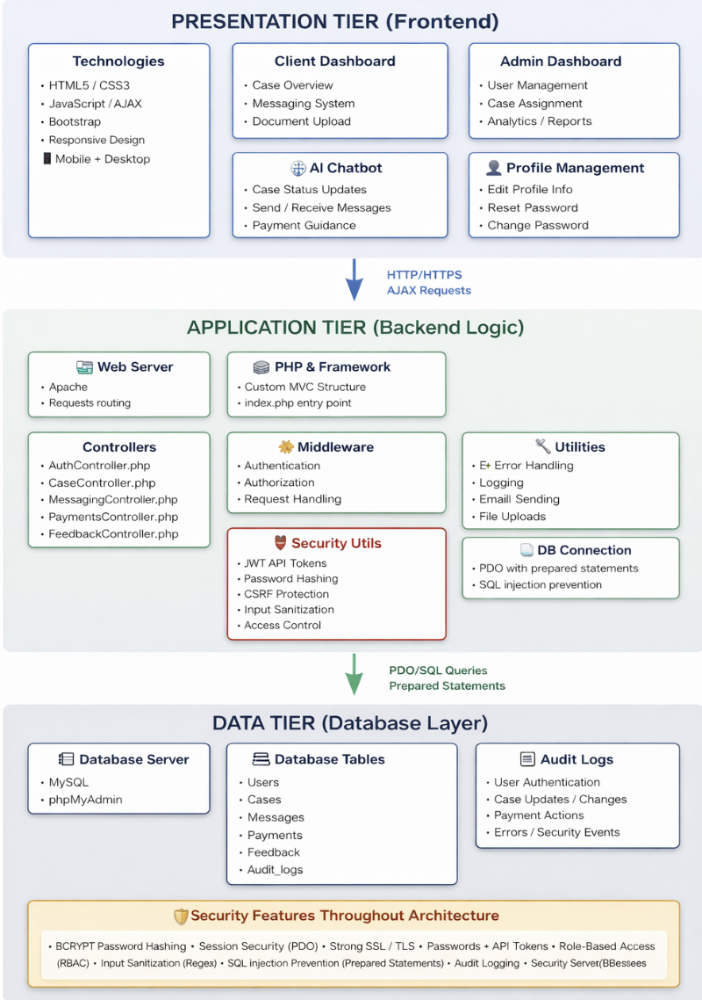 PRESENTATION TIER (Frontend)
Technologies
• HTML5 / CSS3
• JavaScript / AJAX
• Bootstrap
• Responsive Design
Mobile + Desktop
Client Dashboard
• Case Overview
• Messaging System
• Document Upload
Admin Dashboard
• User Management
• Case Assignment
• Analytics / Reports
AI Chatbot
• Case Status Updates
• Send / Receive Messages
• Payment Guidance
Profile Management
• Edit Profile Info
• Reset Password
• Change Password
HTTP/HTTPS
AJAX Requests
APPLICATION TIER (Backend Logic)
Web Server
• Apache
• Requests routing
PHP & Framework
• Custom MVC Structure
• index.php entry point
Controllers
• AuthController.php
• CaseController.php
• MessagingController.php
• PaymentsController.php
• FeedbackController.php
Middleware
• Authentication
• Authorization
• Request Handling
Utilities
• E+ Error Handling
• Logging
• Emaill Sending
• File Uploads
Security Utils
• JWT API Tokens
• Password Hashing
• CSRF Protection
• Input Sanitization
• Access Control
DB Connection
• PDO with prepared statements
• SQL injection prevention
PDO/SQL Queries
Prepared Statements
DATA TIER (Database Layer)
Database Server
• MySQL
• phpMyAdmin
Database Tables
• Users
• Cases
• Messages
• Payments
• Feedback
• Audit_logs
Audit Logs
• User Authentication
• Case Updates / Changes
• Payment Actions
• Errors / Security Events
Security Features Throughout Architecture
• BCRYPT Password Hashing • Session Security (PDO) • Strong SSL / TLS • Passwords + API Tokens • Role-Based Access
(RBAC) • Input Sanitization (Regex) • SQL injection Prevention (Prepared Statements) • Audit Logging • Security Server/(BBessees